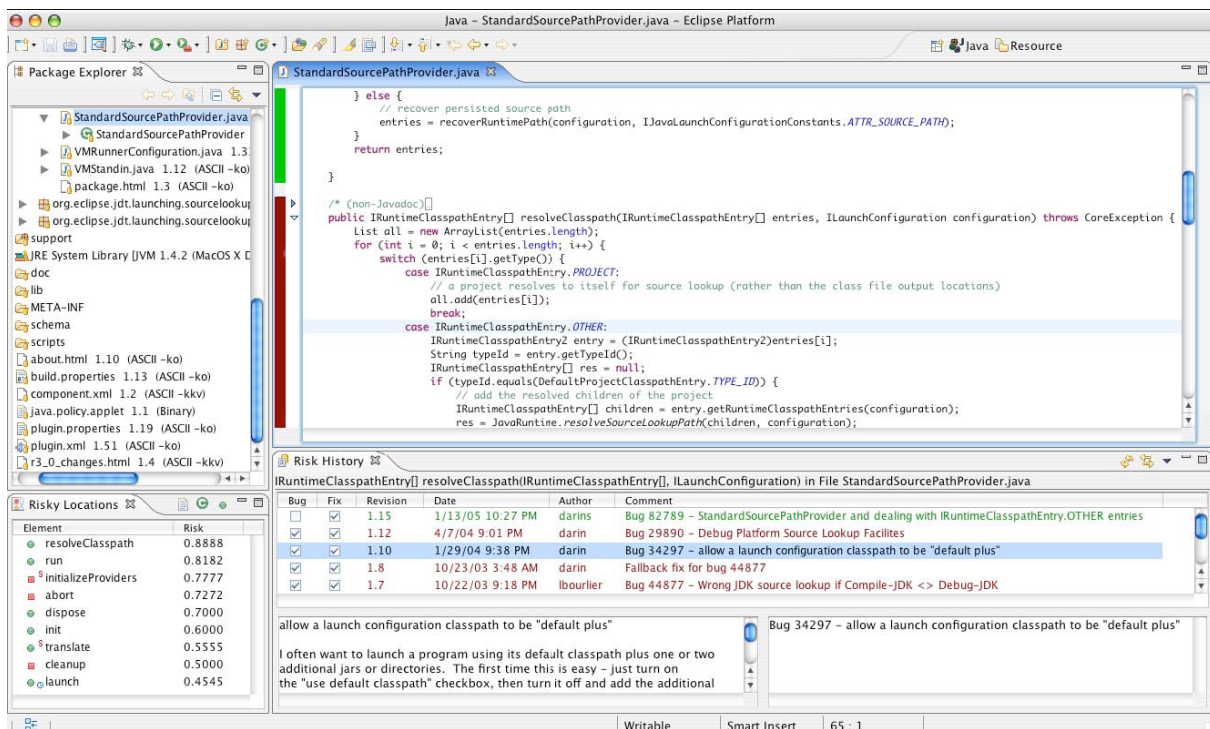 Java – StandardSourcePathProvider.java – Eclipse Platform
Java Resource
Package Explorer
StandardSourcePathProvider.java
StandardSourcePathProvider
VMRunnerConfiguration.java 1.3
VMStandin.java 1.12 (ASCII –ko)
package.html 1.3 (ASCII –ko)
org.eclipse.jdt.launching.sourcelooku
org.eclipse.jdt.launching.sourcelooku
support
JRE System Library [JVM 1.4.2 (MacOS X D
doc
lib
META-INF
schema
scripts
about.html 1.10 (ASCII –ko)
build.properties 1.13 (ASCII –ko)
component.xml 1.2 (ASCII –kkv)
java.policy.applet 1.1 (Binary)
plugin.properties 1.19 (ASCII –ko)
plugin.xml 1.51 (ASCII –ko)
r3_0_changes.html 1.4 (ASCII –kkv)
StandardSourcePathProvider.java
} else {
// recover persisted source path
entries = recoverRuntimePath(configuration, IJavaLaunchConfigurationConstants.ATTR_SOURCE_PATH);
}
return entries;
}
/* (non-Javadoc)
public IRuntimeClasspathEntry[] resolveClasspath(IRuntimeClasspathEntry[] entries, ILaunchConfiguration configuration) throws CoreException {
List all = new ArrayList(entries.length);
for (int i = 0; i < entries.length; i++) {
switch (entries[i].getType()) {
case IRuntimeClasspathEntry.PROJECT:
// a project resolves to itself for source lookup (rather than the class file output locations)
all.add(entries[i]);
break;
case IRuntimeClasspathEntry.OTHER:
IRuntimeClasspathEntry2 entry = (IRuntimeClasspathEntry2)entries[i];
String typeId = entry.getTypeId();
IRuntimeClasspathEntry[] res = null;
if (typeId.equals(DefaultProjectClasspathEntry.TYPE_ID)) {
// add the resolved children of the project
IRuntimeClasspathEntry[] children = entry.getRuntimeClasspathEntries(configuration);
res = JavaRuntime.resolveSourceLookupPath(children, configuration);
Risky Locations
Element Risk
resolveClasspath 0.8888
run 0.8182
S initializeProviders 0.7777
abort 0.7272
dispose 0.7000
init 0.6000
S translate 0.5555
cleanup 0.5000
launch 0.4545
Risk History
IRuntimeClasspathEntry[] resolveClasspath(IRuntimeClasspathEntry[], ILaunchConfiguration) in File StandardSourcePathProvider.java
Bug Fix Revision Date Author Comment
1.15 1/13/05 10:27 PM darins Bug 82789 – StandardSourcePathProvider and dealing with IRuntimeClasspathEntry.OTHER entries
1.12 4/7/04 9:01 PM darin Bug 29890 – Debug Platform Source Lookup Facilites
1.10 1/29/04 9:38 PM darin Bug 34297 – allow a launch configuration classpath to be "default plus"
1.8 10/23/03 3:48 AM darin Fallback fix for bug 44877
1.7 10/22/03 9:18 PM lbourlier Bug 44877 – Wrong JDK source lookup if Compile-JDK <> Debug-JDK
allow a launch configuration classpath to be "default plus"
I often want to launch a program using its default classpath plus one or two
additional jars or directories. The first time this is easy – just turn on
the "use default classpath" checkbox, then turn it off and add the additional
Bug 34297 – allow a launch configuration classpath to be "default plus"
Writable Smart Insert 65 : 1